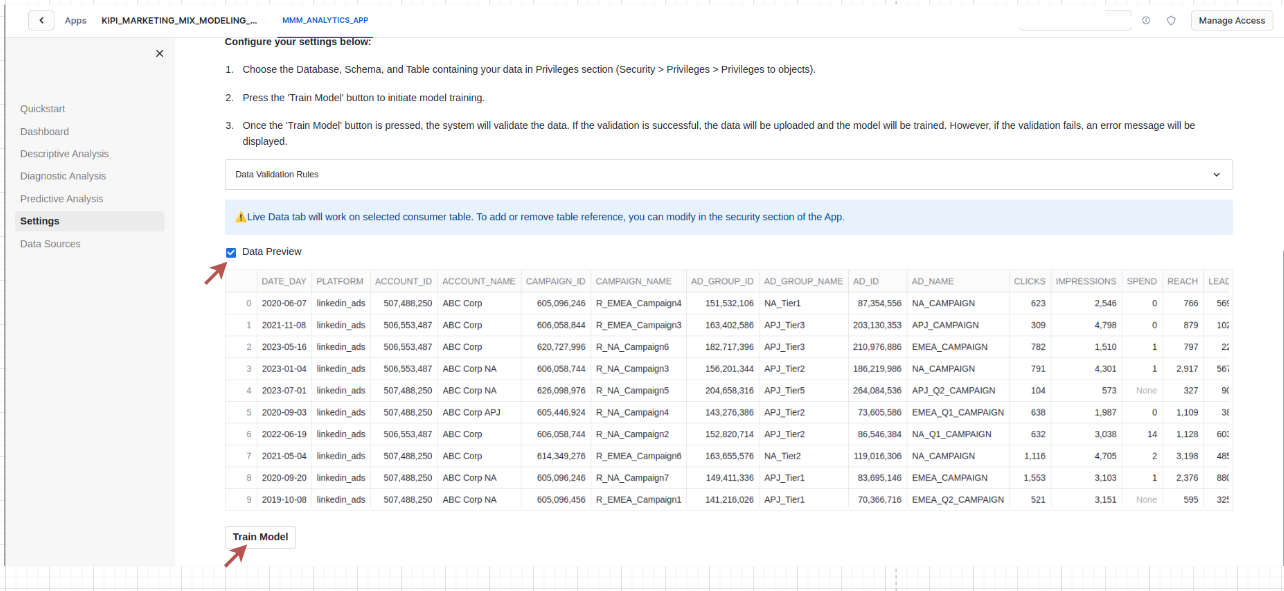 Apps KIPI_MARKETING_MIX_MODELING_... MMM_ANALYTICS_APP Manage Access
Quickstart
Dashboard
Descriptive Analysis
Diagnostic Analysis
Predictive Analysis
Settings
Data Sources
Configure your settings below:
1. Choose the Database, Schema, and Table containing your data in Privileges section (Security > Privileges > Privileges to objects).
2. Press the 'Train Model' button to initiate model training.
3. Once the 'Train Model' button is pressed, the system will validate the data. If the validation is successful, the data will be uploaded and the model will be trained. However, if the validation fails, an error message will be
displayed.
Data Validation Rules
⚠️Live Data tab will work on selected consumer table. To add or remove table reference, you can modify in the security section of the App.
Data Preview
DATE_DAY PLATFORM ACCOUNT_ID ACCOUNT_NAME CAMPAIGN_ID CAMPAIGN_NAME AD_GROUP_ID AD_GROUP_NAME AD_ID AD_NAME CLICKS IMPRESSIONS SPEND REACH LEAD
0 2020-06-07 linkedin_ads 507,488,250 ABC Corp 605,096,246 R_EMEA_Campaign4 151,532,106 NA_Tier1 87,354,556 NA_CAMPAIGN 623 2,546 0 766 569
1 2021-11-08 linkedin_ads 506,553,487 ABC Corp 606,058,844 R_EMEA_Campaign3 163,402,586 APJ_Tier3 203,130,353 APJ_CAMPAIGN 309 4,798 0 879 102
2 2023-05-16 linkedin_ads 506,553,487 ABC Corp 620,727,996 R_NA_Campaign6 182,717,396 APJ_Tier3 210,976,886 EMEA_CAMPAIGN 782 1,510 1 797 22
3 2023-01-04 linkedin_ads 506,553,487 ABC Corp NA 606,058,744 R_NA_Campaign3 156,201,344 APJ_Tier2 186,219,986 NA_CAMPAIGN 791 4,301 1 2,917 567
4 2023-07-01 linkedin_ads 507,488,250 ABC Corp NA 626,098,976 R_NA_Campaign5 204,658,316 APJ_Tier5 264,084,536 APJ_Q2_CAMPAIGN 104 573 None 327 90
5 2020-09-03 linkedin_ads 507,488,250 ABC Corp APJ 605,446,924 R_NA_Campaign4 143,276,386 APJ_Tier2 73,605,586 EMEA_Q1_CAMPAIGN 638 1,987 0 1,109 38
6 2022-06-19 linkedin_ads 506,553,487 ABC Corp 606,058,744 R_NA_Campaign2 152,820,714 APJ_Tier2 86,546,384 NA_Q1_CAMPAIGN 632 3,038 14 1,128 603
7 2021-05-04 linkedin_ads 507,488,250 ABC Corp 614,349,276 R_EMEA_Campaign6 163,655,576 NA_Tier2 119,016,306 NA_CAMPAIGN 1,116 4,705 2 3,198 485
8 2020-09-20 linkedin_ads 507,488,250 ABC Corp NA 605,096,246 R_NA_Campaign7 149,411,336 APJ_Tier1 83,695,146 EMEA_CAMPAIGN 1,553 3,103 1 2,376 880
9 2019-10-08 linkedin_ads 507,488,250 ABC Corp NA 605,096,456 R_EMEA_Campaign1 141,216,026 APJ_Tier1 70,366,716 EMEA_Q2_CAMPAIGN 521 3,151 None 595 325
Train Model